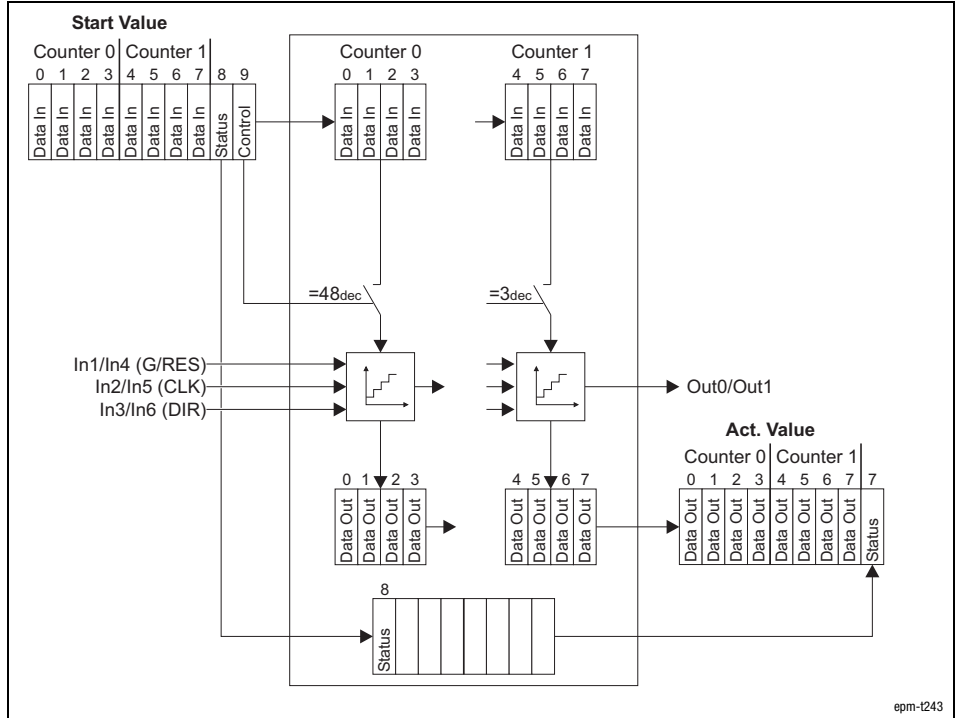 Start Value
Counter 0 Counter 1
0 1 2 3 4 5 6 7 8 9
Data In Data In Data In Data In Data In Data In Data In Data In Status Control
Counter 0
0 1 2 3
Data In Data In Data In Data In
Counter 1
4 5 6 7
Data In Data In Data In Data In
=48dec
=3dec
In1/In4 (G/RES)
In2/In5 (CLK)
In3/In6 (DIR)
Out0/Out1
0 1 2 3
Data Out Data Out Data Out Data Out
4 5 6 7
Data Out Data Out Data Out Data Out
Act. Value
Counter 0 Counter 1
0 1 2 3 4 5 6 7 7
Data Out Data Out Data Out Data Out Data Out Data Out Data Out Data Out Status
8
Status
epm-t243